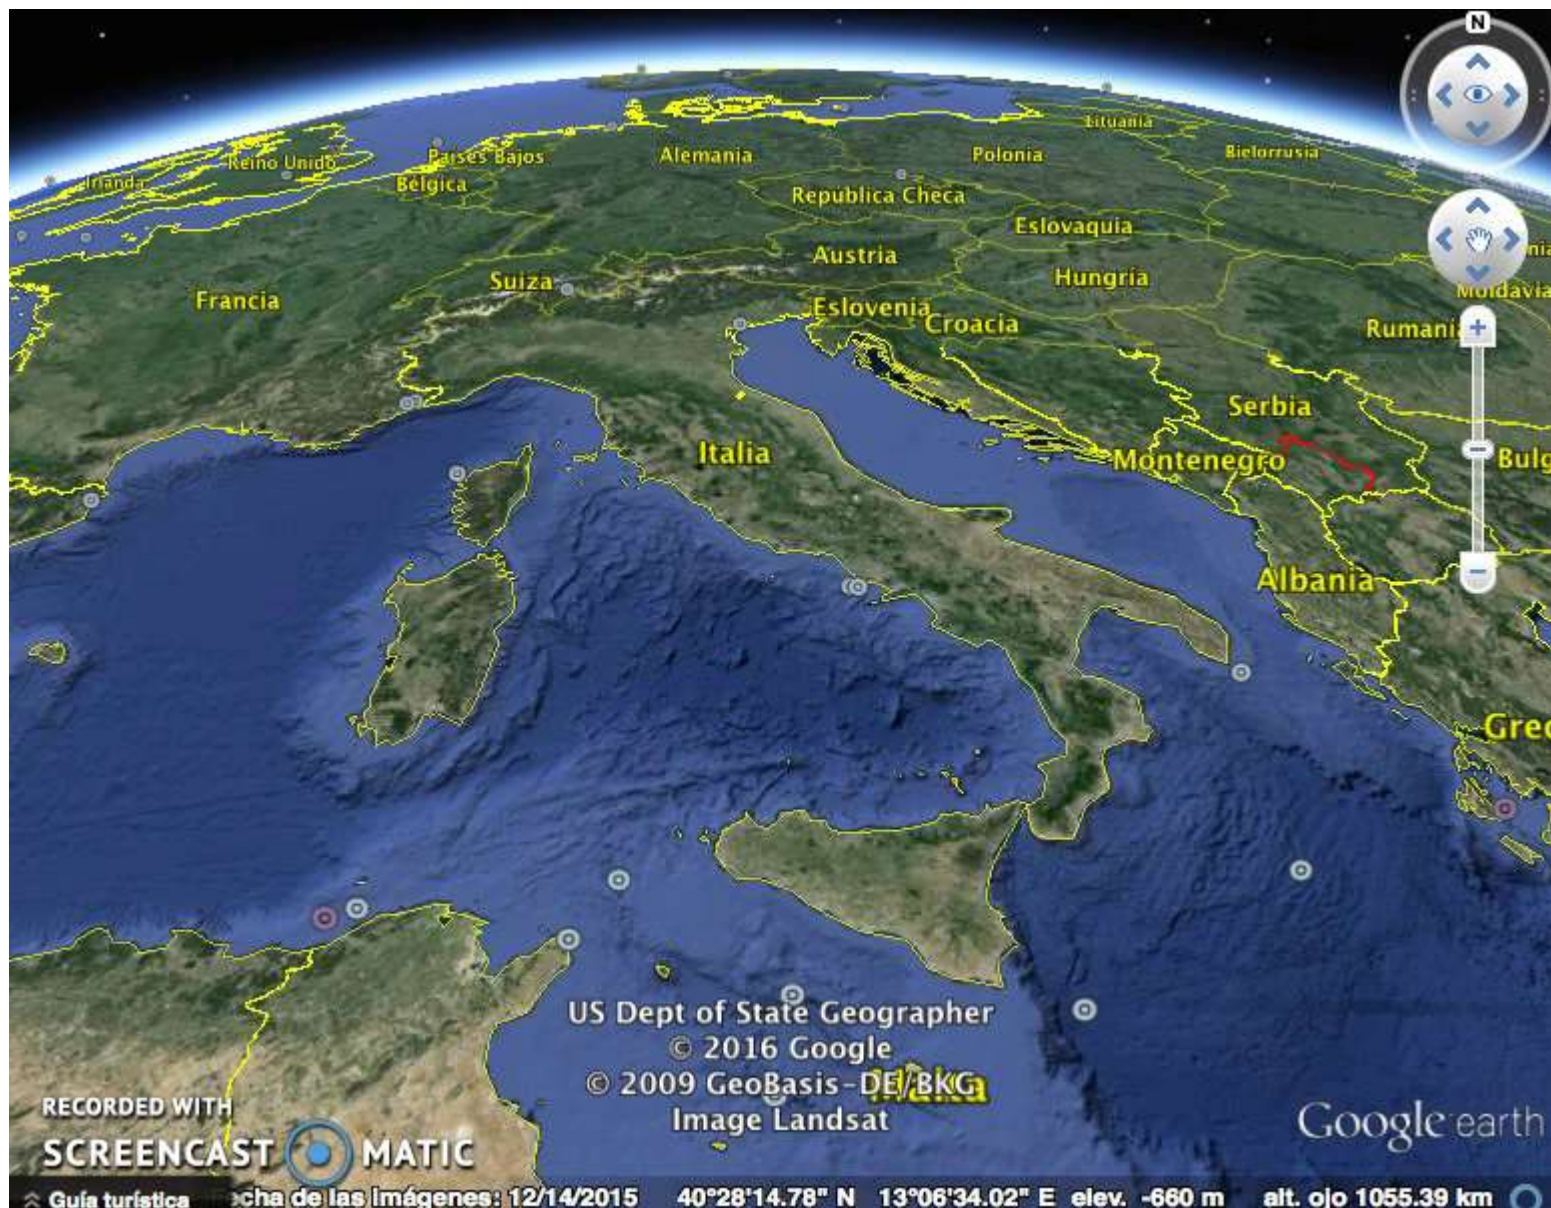 N
Lituania
Reino Unido
Países Bajos
Alemania
Polonia
Bielorrusia
Irlanda
Bélgica
República Checa
Eslovaquia
Austria
Suiza
Hungría
Francia
Moldavia
Eslovenia
Croacia
Rumani
Serbia
Italia
Montenegro
Bulg
Albania
Grec
US Dept of State Geographer
© 2016 Google
© 2009 GeoBasis-DE/BKG
Malta
Image Landsat
RECORDED WITH
SCREENCAST MATIC
Google earth
Guía turística
cha de las imágenes: 12/14/2015 40°28'14.78" N 13°06'34.02" E elev. -660 m alt. ojo 1055.39 km